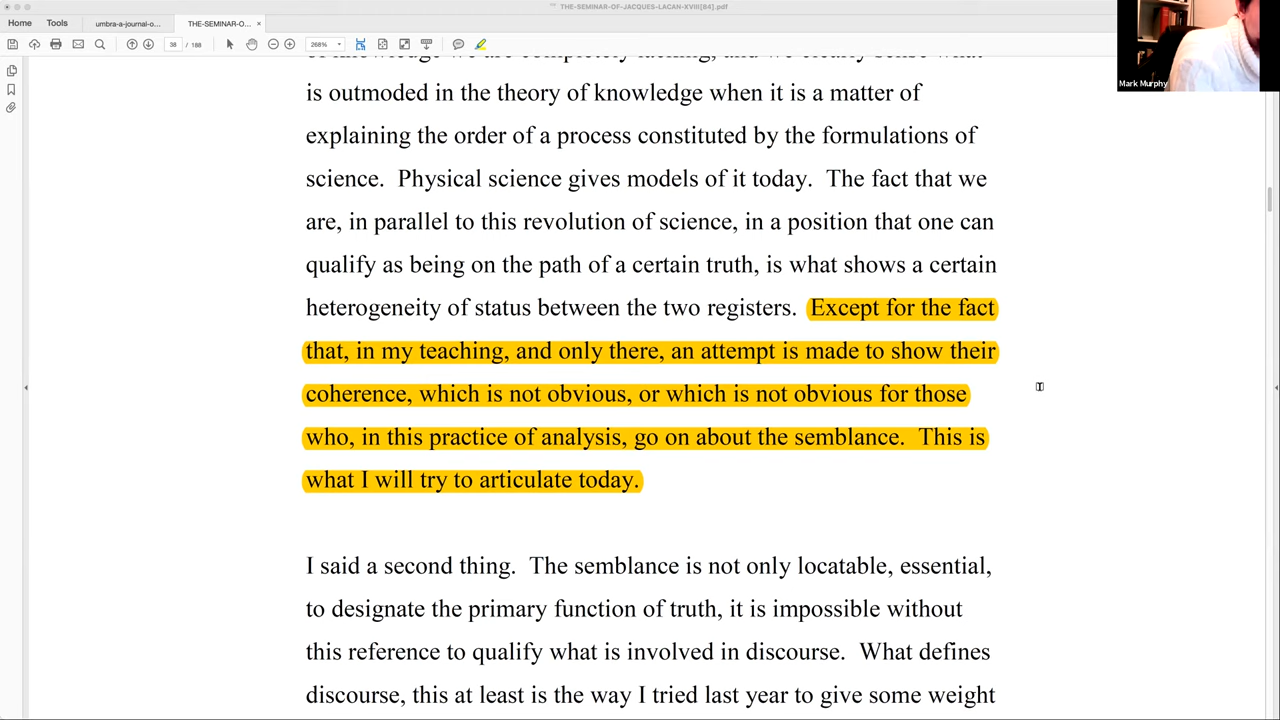 THE-SEMINAR-OF-JACQUES-LACAN-XVIII[84].pdf
Home Tools umbra-a-journal-o... THE-SEMINAR-O... ×
38 / 188 268%
Mark Murphy
is outmoded in the theory of knowledge when it is a matter of
explaining the order of a process constituted by the formulations of
science.  Physical science gives models of it today.  The fact that we
are, in parallel to this revolution of science, in a position that one can
qualify as being on the path of a certain truth, is what shows a certain
heterogeneity of status between the two registers.  Except for the fact
that, in my teaching, and only there, an attempt is made to show their
coherence, which is not obvious, or which is not obvious for those
who, in this practice of analysis, go on about the semblance.  This is
what I will try to articulate today.
I said a second thing.  The semblance is not only locatable, essential,
to designate the primary function of truth, it is impossible without
this reference to qualify what is involved in discourse.  What defines
discourse, this at least is the way I tried last year to give some weight